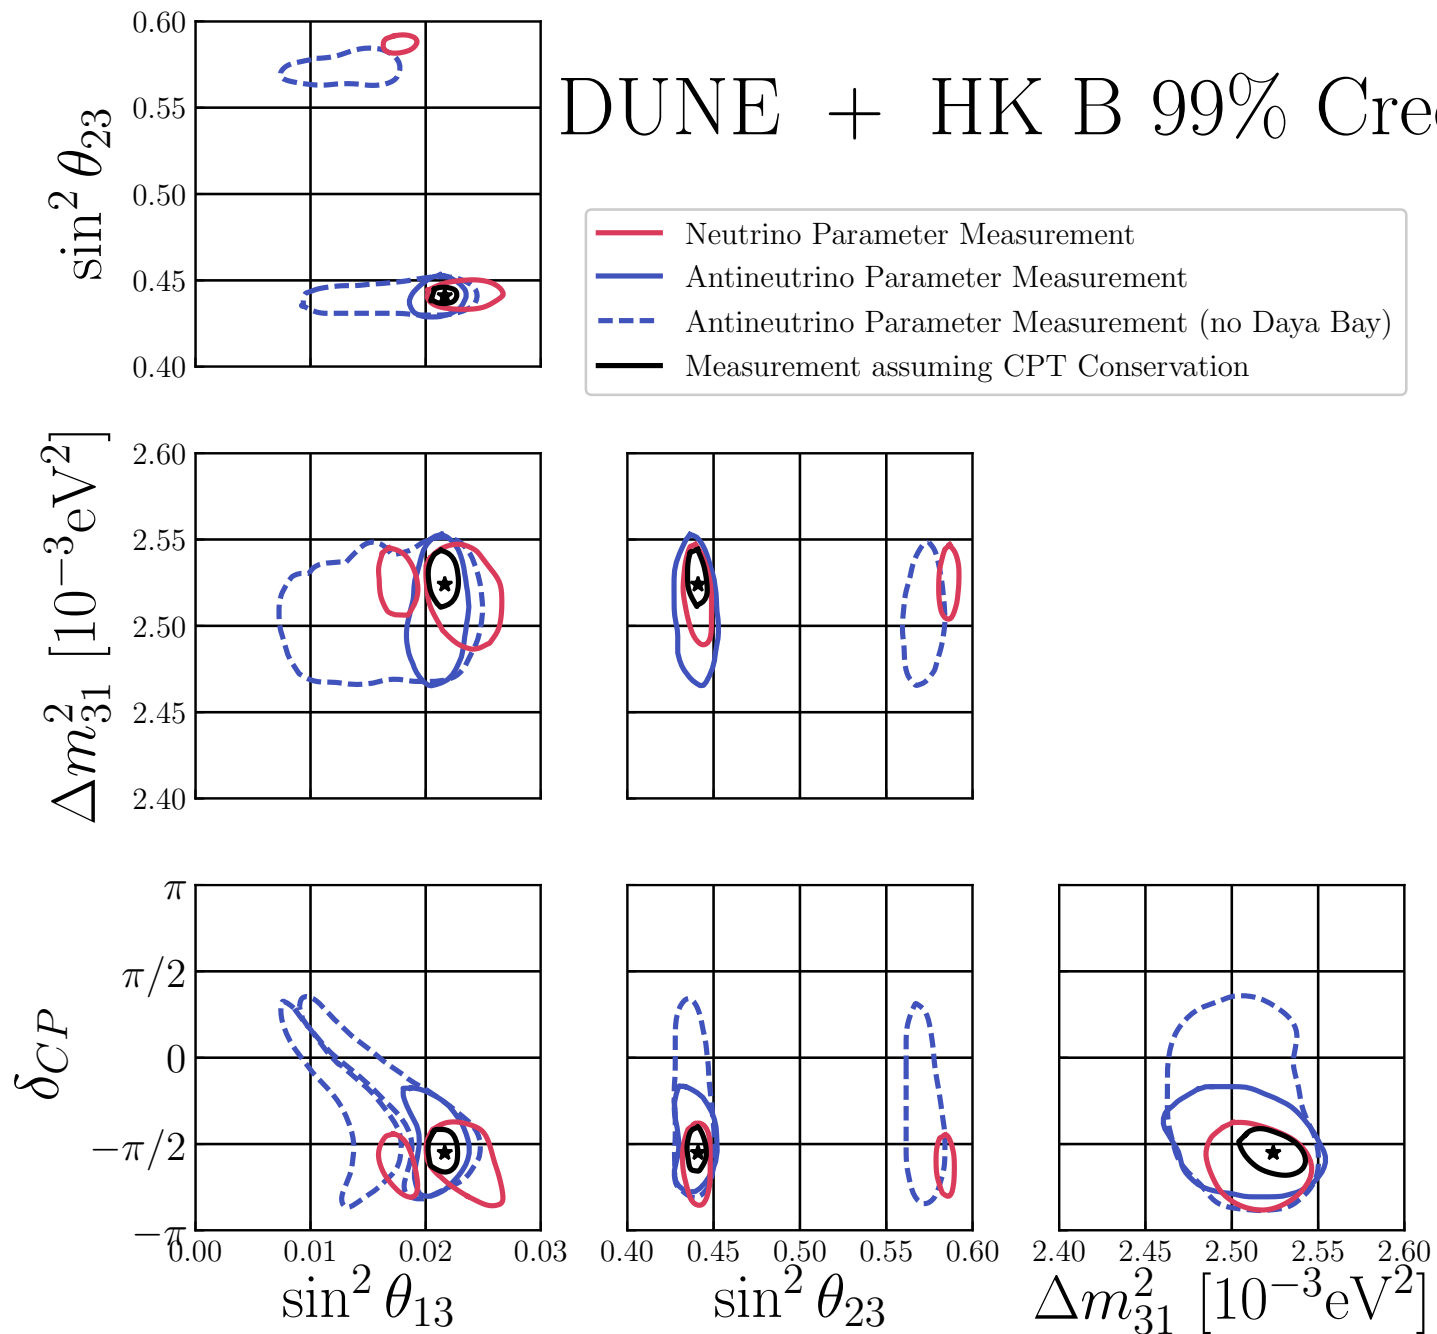 0.60
0.55
0.50
0.45
0.40
sin² θ₂₃
DUNE + HK B 99% Cre
Neutrino Parameter Measurement
Antineutrino Parameter Measurement
Antineutrino Parameter Measurement (no Daya Bay)
Measurement assuming CPT Conservation
2.60
2.55
2.50
2.45
2.40
Δm²₃₁ [10⁻³eV²]
π
π/2
0
−π/2
−π
δ_CP
0.00 0.01 0.02 0.03
sin² θ₁₃
0.40 0.45 0.50 0.55 0.60
sin² θ₂₃
2.40 2.45 2.50 2.55 2.60
Δm²₃₁ [10⁻³eV²]